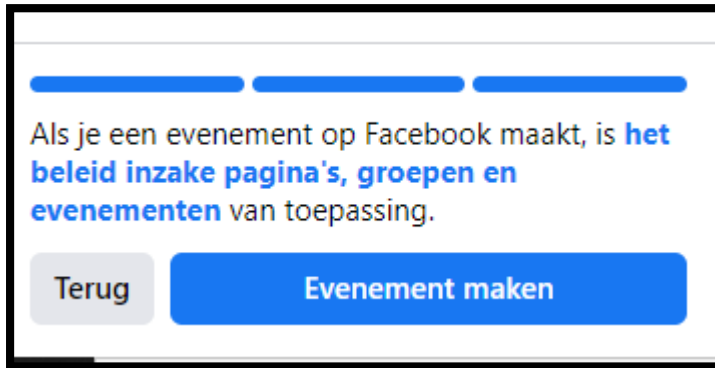 Als je een evenement op Facebook maakt, is het
beleid inzake pagina's, groepen en
evenementen van toepassing.
Terug
Evenement maken